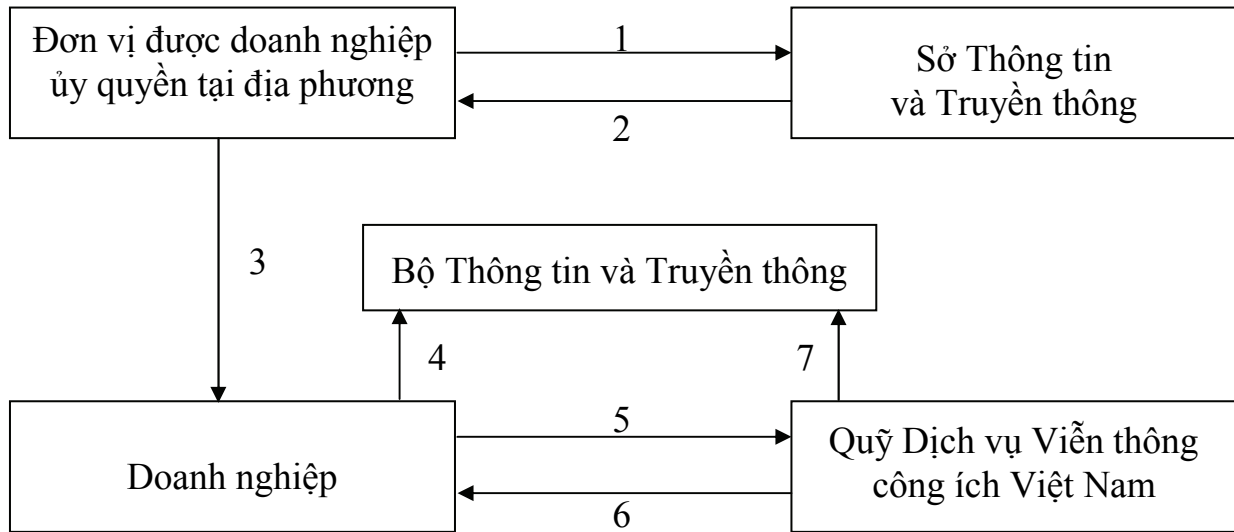 Đơn vị được doanh nghiệp
ủy quyền tại địa phương
1
2
Sở Thông tin
và Truyền thông
3
Bộ Thông tin và Truyền thông
4
7
Doanh nghiệp
5
6
Quỹ Dịch vụ Viễn thông
công ích Việt Nam